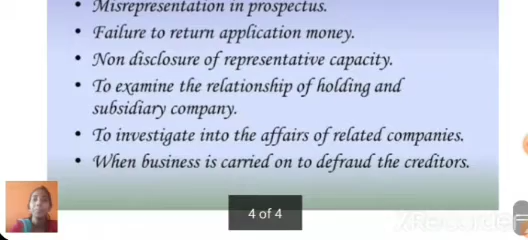 • Misrepresentation in prospectus.
• Failure to return application money.
• Non disclosure of representative capacity.
• To examine the relationship of holding and
subsidiary company.
• To investigate into the affairs of related companies.
• When business is carried on to defraud the creditors.
4 of 4
XRecorder